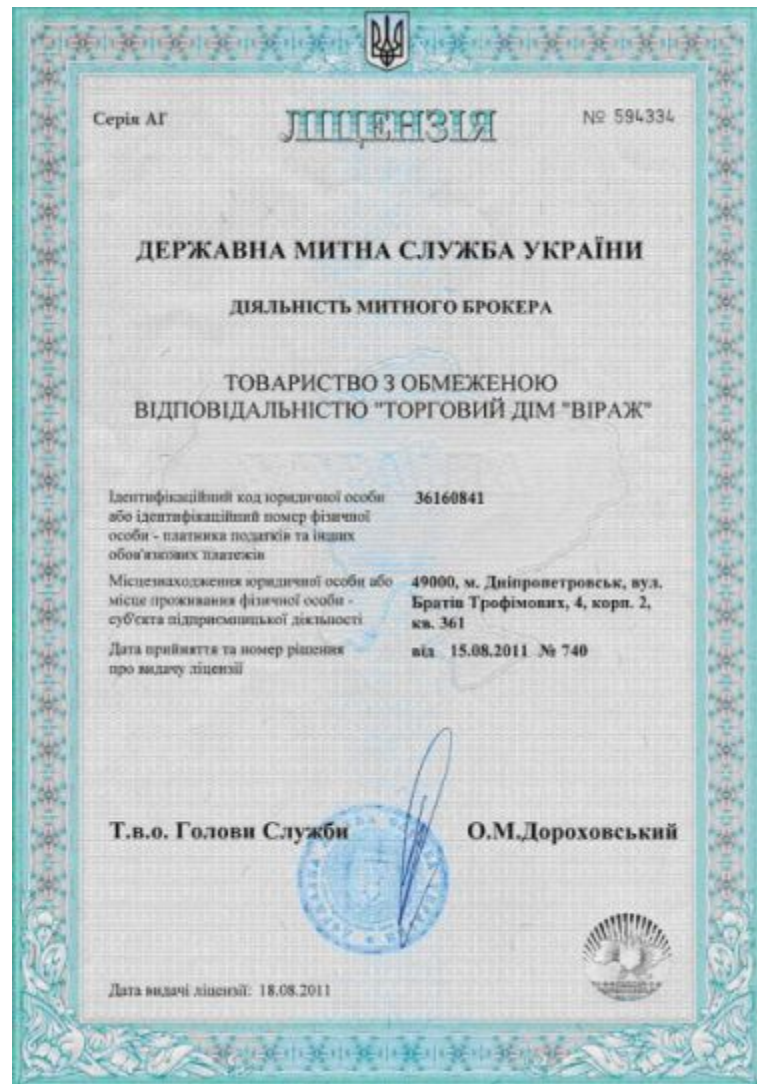 Серія АГ
ЛІЦЕНЗІЯ
№ 594334
ДЕРЖАВНА МИТНА СЛУЖБА УКРАЇНИ
ДІЯЛЬНІСТЬ МИТНОГО БРОКЕРА
ТОВАРИСТВО З ОБМЕЖЕНОЮ
ВІДПОВІДАЛЬНІСТЮ "ТОРГОВИЙ ДІМ "ВІРАЖ"
Ідентифікаційний код юридичної особи
або ідентифікаційний номер фізичної
особи - платника податків та інших
обов'язкових платежів
36160841
Місцезнаходження юридичної особи або
місце проживання фізичної особи -
суб'єкта підприємницької діяльності
49000, м. Дніпропетровськ, вул.
Братів Трофімових, 4, корп. 2,
кв. 361
Дата прийняття та номер рішення
про видачу ліцензії
від 15.08.2011 № 740
Т.в.о. Голови Служби
О.М.Дороховський
Дата видачі ліцензії: 18.08.2011